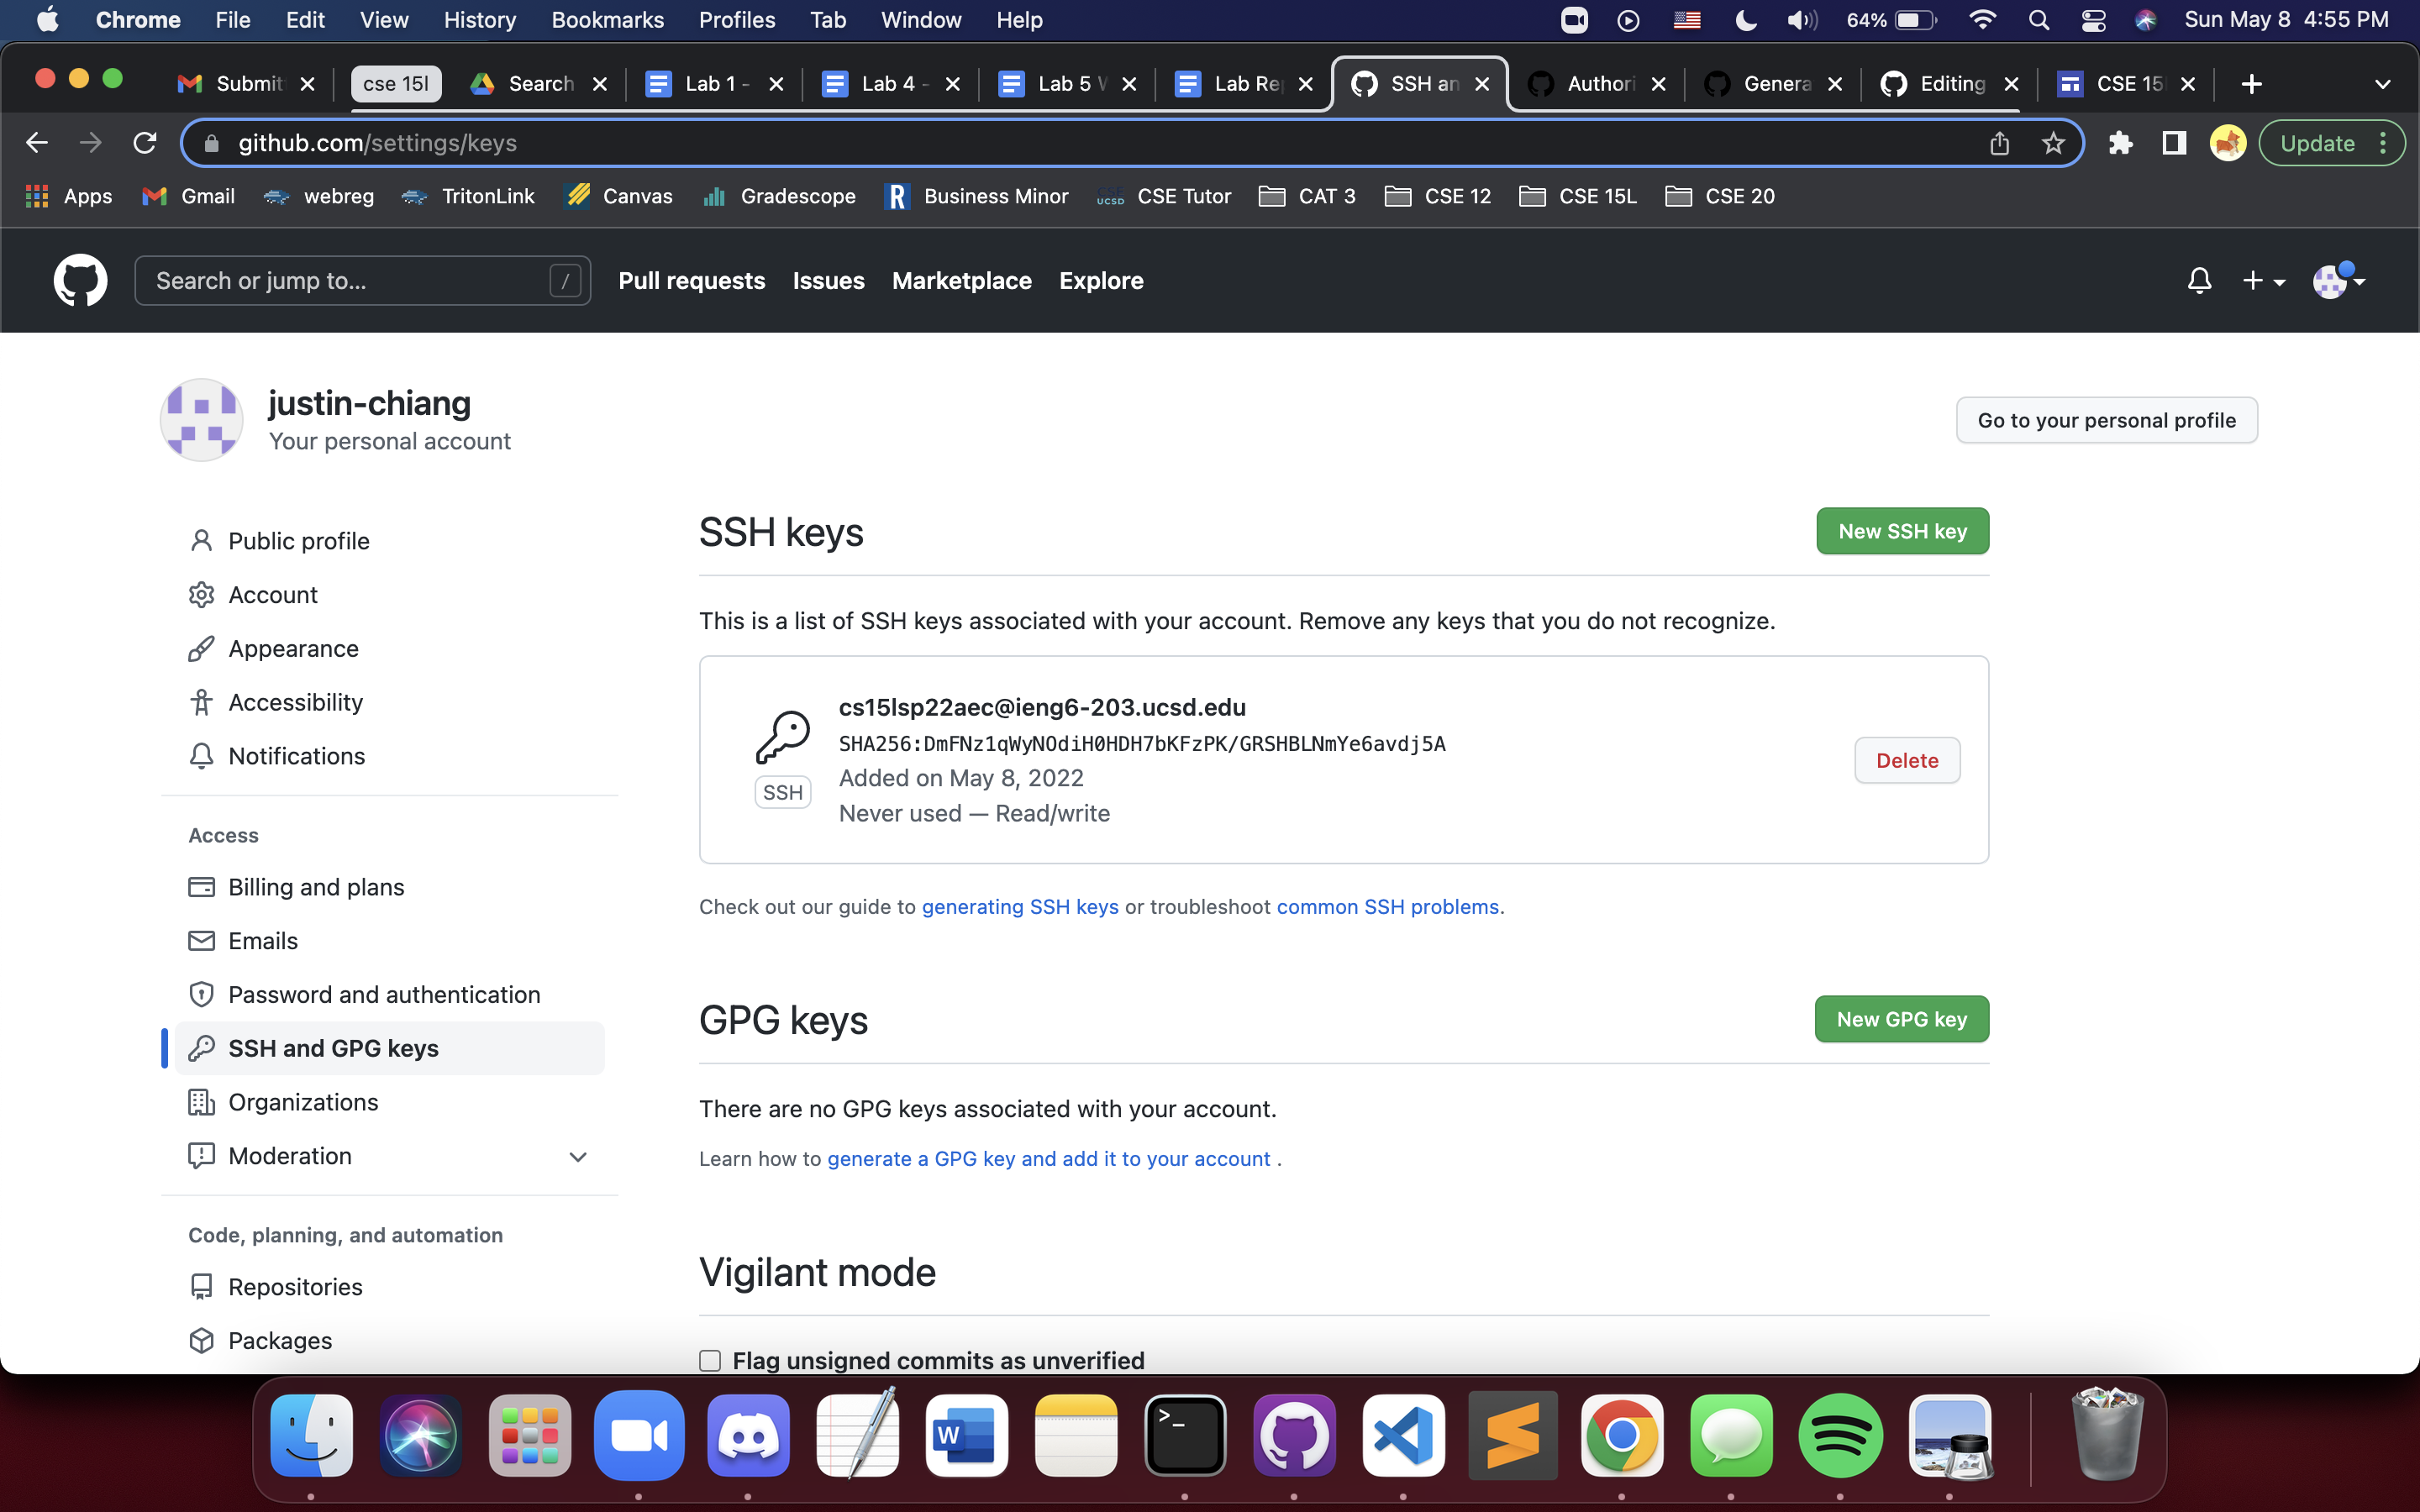 Chrome File Edit View History Bookmarks Profiles Tab Window Help 64% Sun May 8 4:55 PM
Submit cse 15l Search Lab 1 - Lab 4 - Lab 5 W Lab Re SSH an Authori Genera Editing CSE 15
github.com/settings/keys Update
Apps Gmail webreg TritonLink Canvas Gradescope R Business Minor CSE UCSD CSE Tutor CAT 3 CSE 12 CSE 15L CSE 20
Search or jump to... / Pull requests Issues Marketplace Explore
justin-chiang
Your personal account
Go to your personal profile
Public profile
Account
Appearance
Accessibility
Notifications
Access
Billing and plans
Emails
Password and authentication
SSH and GPG keys
Organizations
Moderation
Code, planning, and automation
Repositories
Packages
SSH keys
New SSH key
This is a list of SSH keys associated with your account. Remove any keys that you do not recognize.
cs15lsp22aec@ieng6-203.ucsd.edu
SHA256:DmFNz1qWyNOdiH0HDH7bKFzPK/GRSHBLNmYe6avdj5A
Added on May 8, 2022
Never used — Read/write
SSH
Delete
Check out our guide to generating SSH keys or troubleshoot common SSH problems.
GPG keys
New GPG key
There are no GPG keys associated with your account.
Learn how to generate a GPG key and add it to your account .
Vigilant mode
Flag unsigned commits as unverified
W
>_